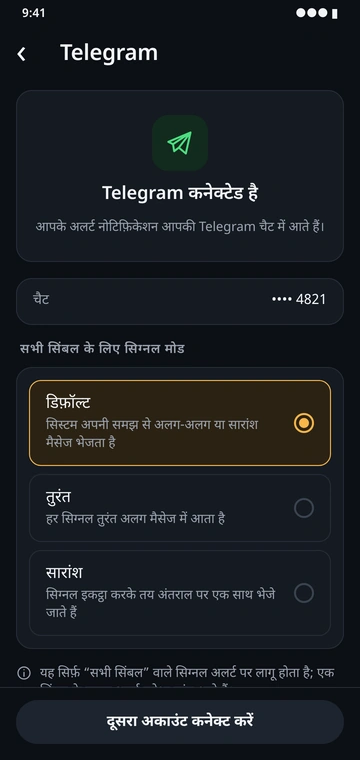 9:41
Telegram
Telegram कनेक्टेड है
आपके अलर्ट नोटिफ़िकेशन आपकी Telegram चैट में आते हैं।
चैट
•••• 4821
सभी सिंबल के लिए सिग्नल मोड
डिफ़ॉल्ट
सिस्टम अपनी समझ से अलग-अलग या सारांश
मैसेज भेजता है
तुरंत
हर सिग्नल तुरंत अलग मैसेज में आता है
सारांश
सिग्नल इकट्ठा करके तय अंतराल पर एक साथ भेजे
जाते हैं
यह सिर्फ़ “सभी सिंबल” वाले सिग्नल अलर्ट पर लागू होता है; एक
दूसरा अकाउंट कनेक्ट करें